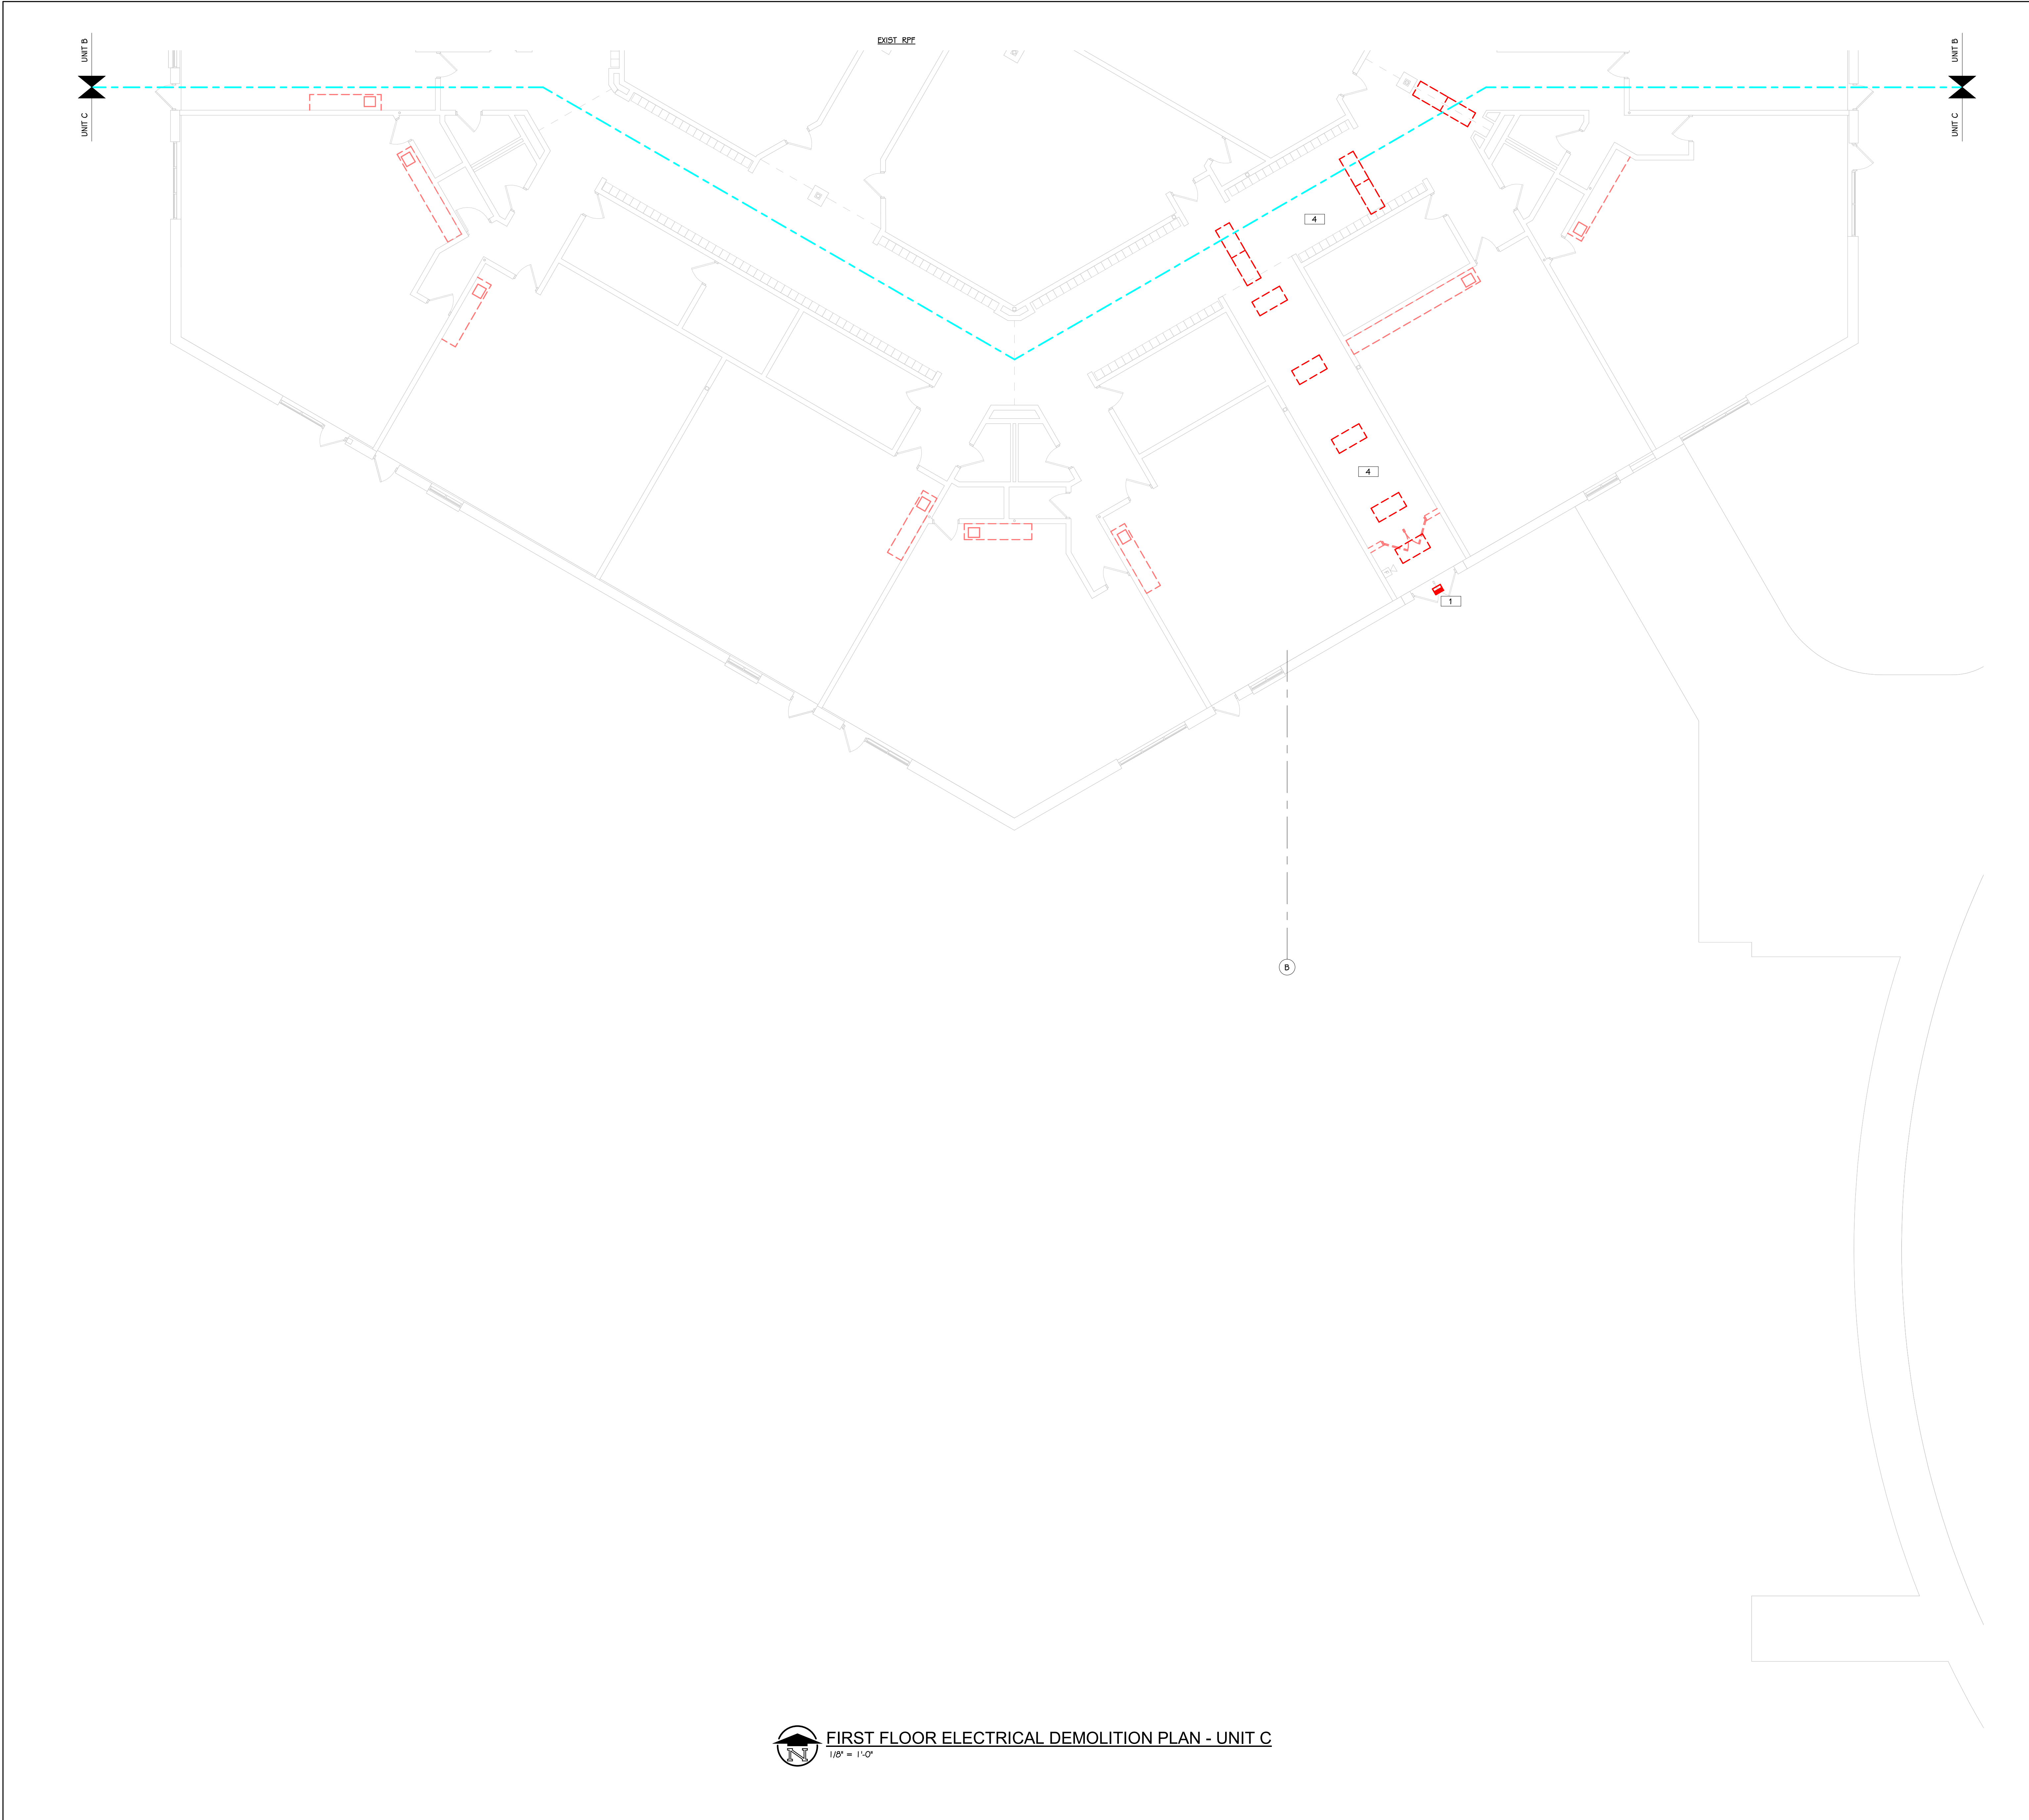 EXIST RPF
UNIT B
UNIT C
UNIT B
UNIT C
4
4
1
B
N
FIRST FLOOR ELECTRICAL DEMOLITION PLAN - UNIT C
1/8" = 1'-0"